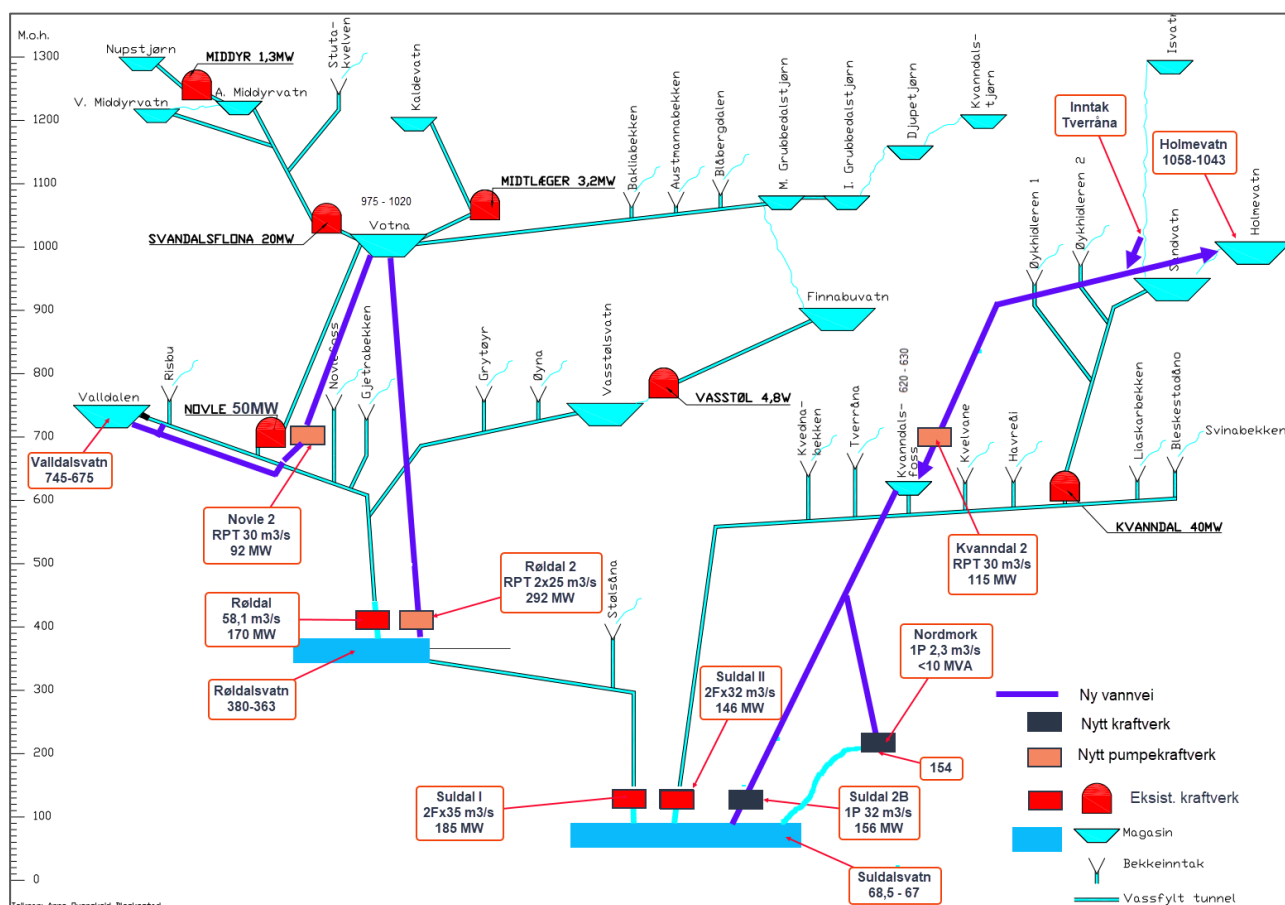 M.o.h.
1300
1200
1100
1000
900
800
700
600
500
400
300
200
100
0
Nupstjørn
MIDDYR 1,3MW
V. Middyrvatn
A. Middyrvatn
Stuta-
kvelven
Kaldevatn
MIDTLÆGER 3,2MW
975 - 1020
Votna
SVANDALSFLONA 20MW
Bakliabekken
Austmannabekken
Blåbergdalen
M. Grubbedalstjørn
I. Grubbedalstjørn
Djupetjørn
Kvanndals-
tjørn
Isvatn
Inntak
Tverråna
Holmevatn
1058-1043
Øykhidleren 1
Øykhidleren 2
Sandvatn
Holmevatn
Finnabuvatn
Valldalen
Risbu
NOVLE 50MW
Novlefoss
Gjetrabekken
Grytøyr
Øyna
Vasstølsvatn
VASSTØL 4,8W
Valldalsvatn
745-675
Novle 2
RPT 30 m3/s
92 MW
Kvedna-
bekken
Tverråna
Kvanndals-
foss
620 - 630
Kvelvane
Havreål
Liaskarbekken
Bleskestadåno
Svinabekken
KVANNDAL 40MW
Kvanndal 2
RPT 30 m3/s
115 MW
Røldal 2
RPT 2x25 m3/s
292 MW
Røldal
58,1 m3/s
170 MW
Røldalsvatn
380-363
Stølsåna
Suldal II
2Fx32 m3/s
146 MW
Nordmork
1P 2,3 m3/s
<10 MVA
154
Suldal I
2Fx35 m3/s
185 MW
Suldal 2B
1P 32 m3/s
156 MW
Suldalsvatn
68,5 - 67
Ny vannvei
Nytt kraftverk
Nytt pumpekraftverk
Eksist. kraftverk
Magasin
Bekkeinntak
Vassfylt tunnel